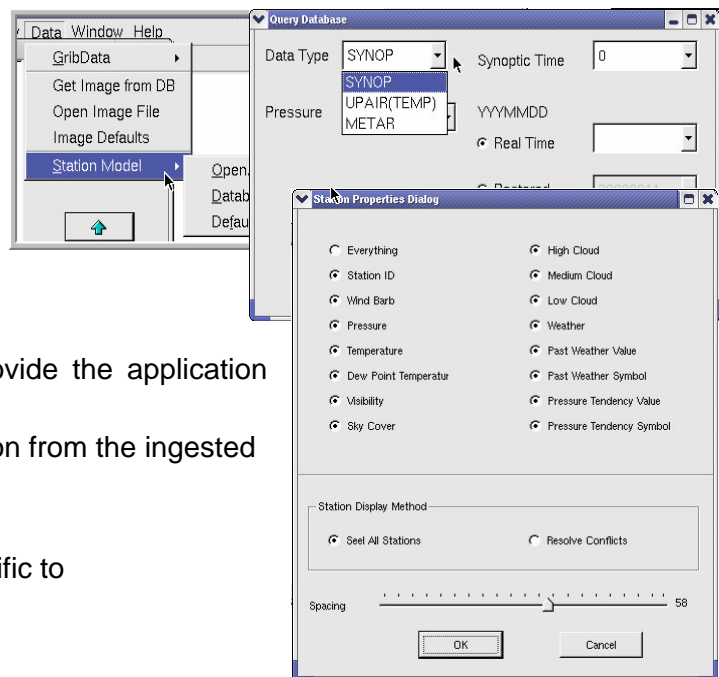 Data Window Help
GribData
Get Image from DB
Open Image File
Image Defaults
Station Model
Open
Query Database
Data Type SYNOP Synoptic Time 0
SYNOP
UPAIR(TEMP)
METAR
Pressure YYYMMDD
Real Time
Station Properties Dialog
Everything High Cloud
Station ID Medium Cloud
Wind Barb Low Cloud
Pressure Weather
Temperature Past Weather Value
Dew Point Temperatur Past Weather Symbol
Visibility Pressure Tendency Value
Sky Cover Pressure Tendency Symbol
Station Display Method
Seel All Stations Resolve Conflicts
Spacing 58
OK Cancel
ovide the application
on from the ingested
ific to